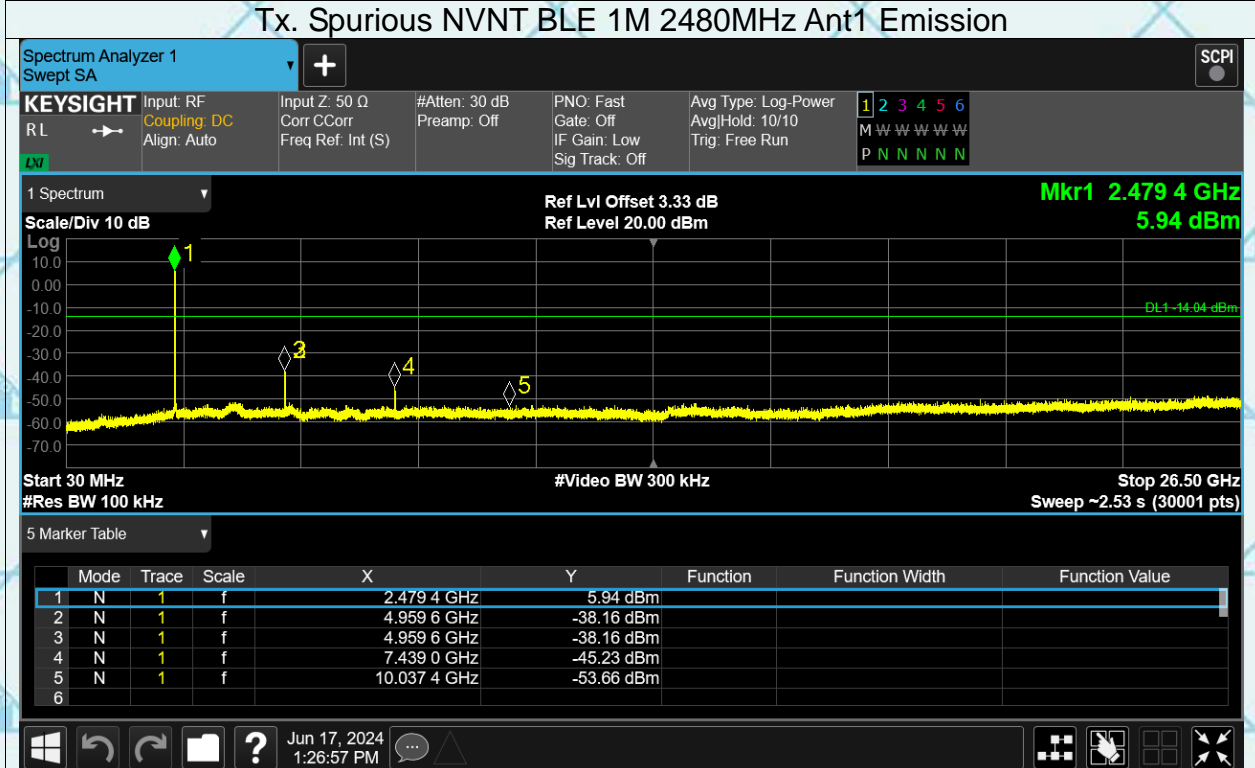 Tx. Spurious NVNT BLE 1M 2480MHz Ant1 Emission
Spectrum Analyzer 1
Swept SA
+
SCPI
KEYSIGHT
R L
LXI
Input: RF
Coupling: DC
Align: Auto
Input Z: 50 Ω
Corr CCorr
Freq Ref: Int (S)
#Atten: 30 dB
Preamp: Off
PNO: Fast
Gate: Off
IF Gain: Low
Sig Track: Off
Avg Type: Log-Power
Avg|Hold: 10/10
Trig: Free Run
1 2 3 4 5 6
M W W W W W
P N N N N N
1 Spectrum
Scale/Div 10 dB
Ref Lvl Offset 3.33 dB
Ref Level 20.00 dBm
Mkr1 2.479 4 GHz
5.94 dBm
Log
10.0
0.00
-10.0
-20.0
-30.0
-40.0
-50.0
-60.0
-70.0
1
3
4
5
DL1 -14.04 dBm
Start 30 MHz
#Res BW 100 kHz
#Video BW 300 kHz
Stop 26.50 GHz
Sweep ~2.53 s (30001 pts)
5 Marker Table
Mode Trace Scale X Y Function Function Width Function Value
1 N 1 f 2.479 4 GHz 5.94 dBm
2 N 1 f 4.959 6 GHz -38.16 dBm
3 N 1 f 4.959 6 GHz -38.16 dBm
4 N 1 f 7.439 0 GHz -45.23 dBm
5 N 1 f 10.037 4 GHz -53.66 dBm
6
?
Jun 17, 2024
1:26:57 PM